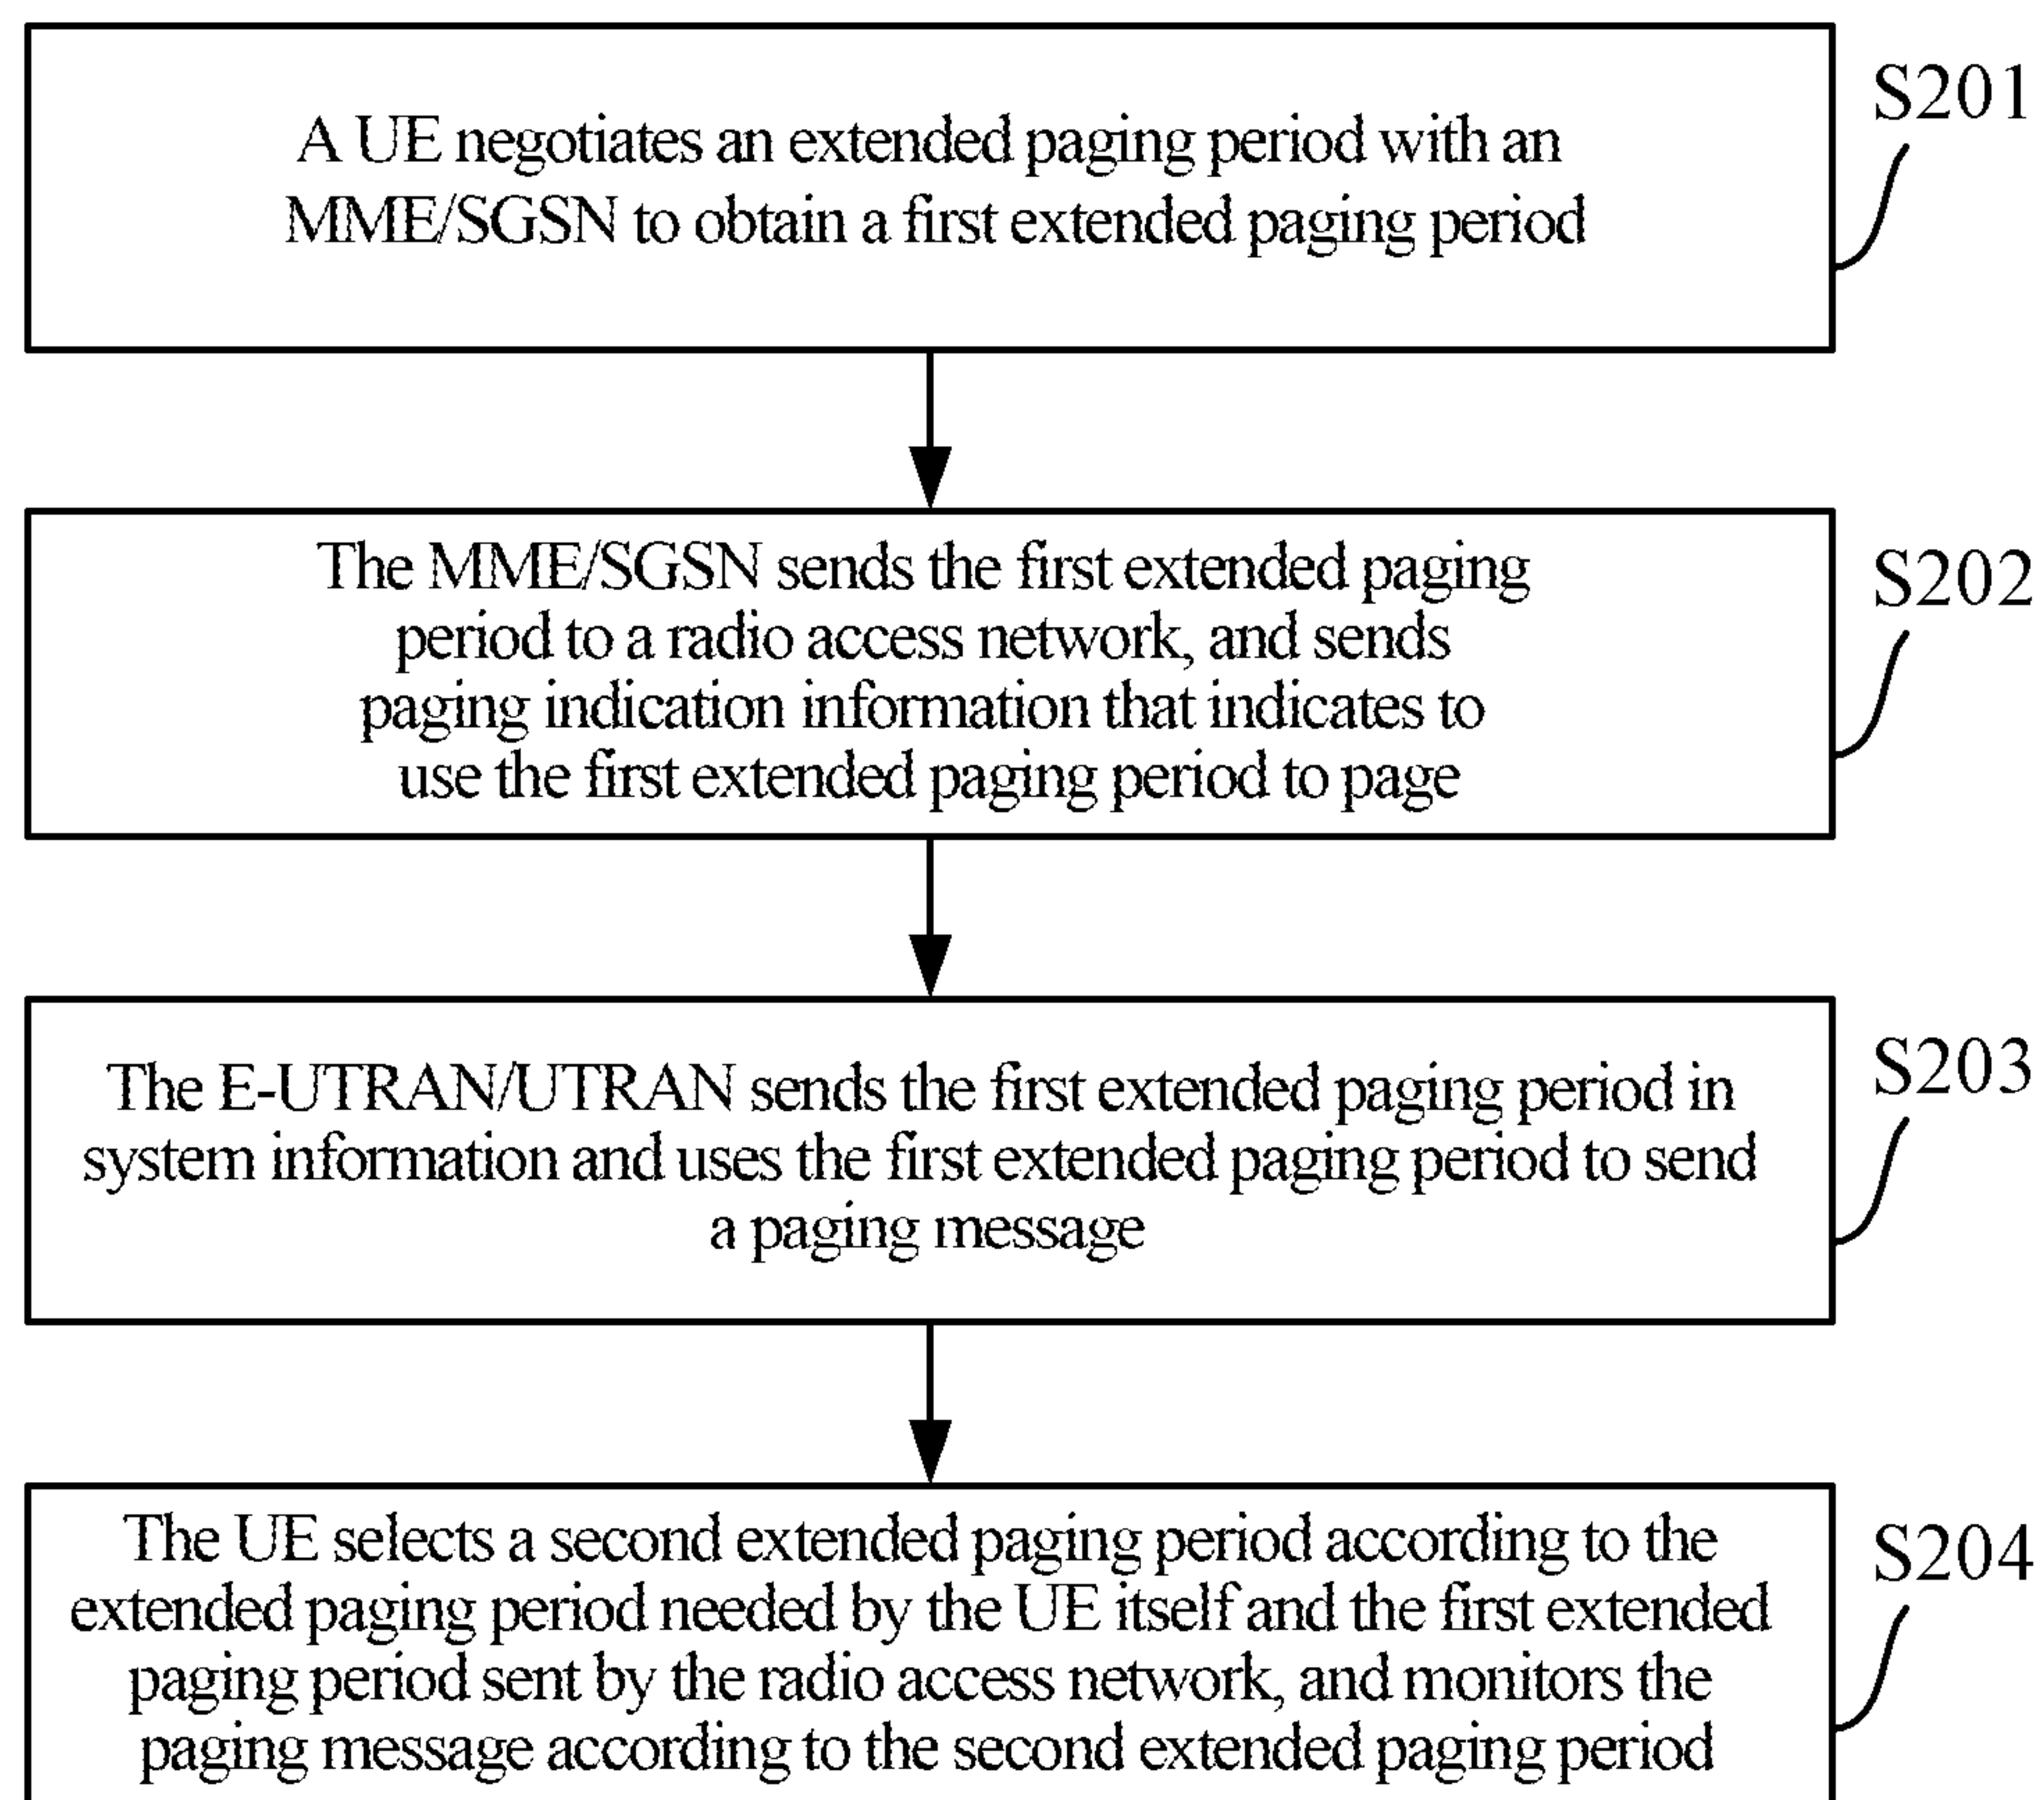 A UE negotiates an extended paging period with an
MME/SGSN to obtain a first extended paging period
S201
The MME/SGSN sends the first extended paging
period to a radio access network, and sends
paging indication information that indicates to
use the first extended paging period to page
S202
The E-UTRAN/UTRAN sends the first extended paging period in
system information and uses the first extended paging period to send
a paging message
S203
The UE selects a second extended paging period according to the
extended paging period needed by the UE itself and the first extended
paging period sent by the radio access network, and monitors the
paging message according to the second extended paging period
S204